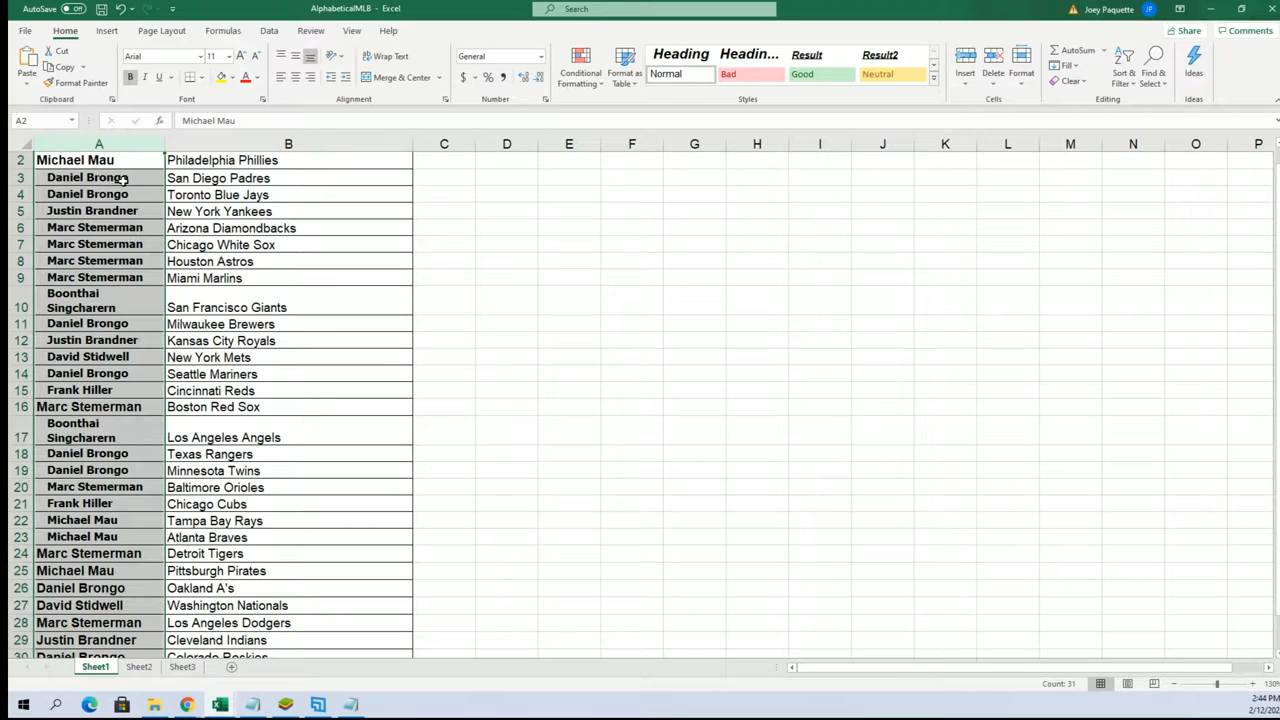 AutoSave Off AlphabeticalMLB - Excel Search Joey Paquette JP
File Home Insert Page Layout Formulas Data Review View Help Share Comments
Paste Cut Copy Format Painter Clipboard
Arial 11 B I U A Font
Wrap Text Merge & Center Alignment
General $ % Number
Conditional Formatting Format as Table
Heading Headin... Result Result2
Normal Bad Good Neutral
Styles
Insert Delete Format Cells
AutoSum Fill Clear Sort & Filter Find & Select Editing
Ideas Ideas
A2 fx Michael Mau
A B C D E F G H I J K L M N O P
2 Michael Mau Philadelphia Phillies
3 Daniel Brongo San Diego Padres
4 Daniel Brongo Toronto Blue Jays
5 Justin Brandner New York Yankees
6 Marc Stemerman Arizona Diamondbacks
7 Marc Stemerman Chicago White Sox
8 Marc Stemerman Houston Astros
9 Marc Stemerman Miami Marlins
Boonthai
10 Singcharern San Francisco Giants
11 Daniel Brongo Milwaukee Brewers
12 Justin Brandner Kansas City Royals
13 David Stidwell New York Mets
14 Daniel Brongo Seattle Mariners
15 Frank Hiller Cincinnati Reds
16 Marc Stemerman Boston Red Sox
Boonthai
17 Singcharern Los Angeles Angels
18 Daniel Brongo Texas Rangers
19 Daniel Brongo Minnesota Twins
20 Marc Stemerman Baltimore Orioles
21 Frank Hiller Chicago Cubs
22 Michael Mau Tampa Bay Rays
23 Michael Mau Atlanta Braves
24 Marc Stemerman Detroit Tigers
25 Michael Mau Pittsburgh Pirates
26 Daniel Brongo Oakland A's
27 David Stidwell Washington Nationals
28 Marc Stemerman Los Angeles Dodgers
29 Justin Brandner Cleveland Indians
30 Daniel Brongo Colorado Rockies
Sheet1 Sheet2 Sheet3
Count: 31 130%
2:44 PM
2/12/202